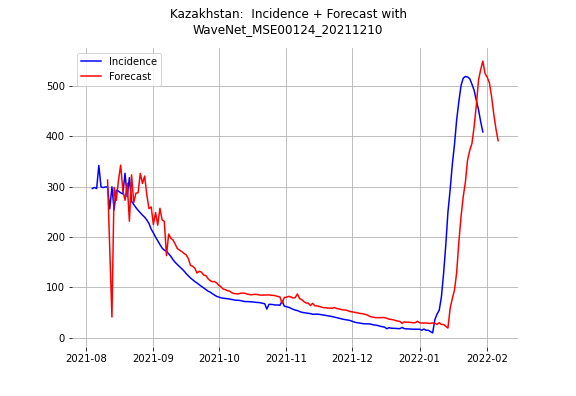 Kazakhstan:  Incidence + Forecast with
WaveNet_MSE00124_20211210
Incidence
Forecast
500
400
300
200
100
0
2021-08 2021-09 2021-10 2021-11 2021-12 2022-01 2022-02